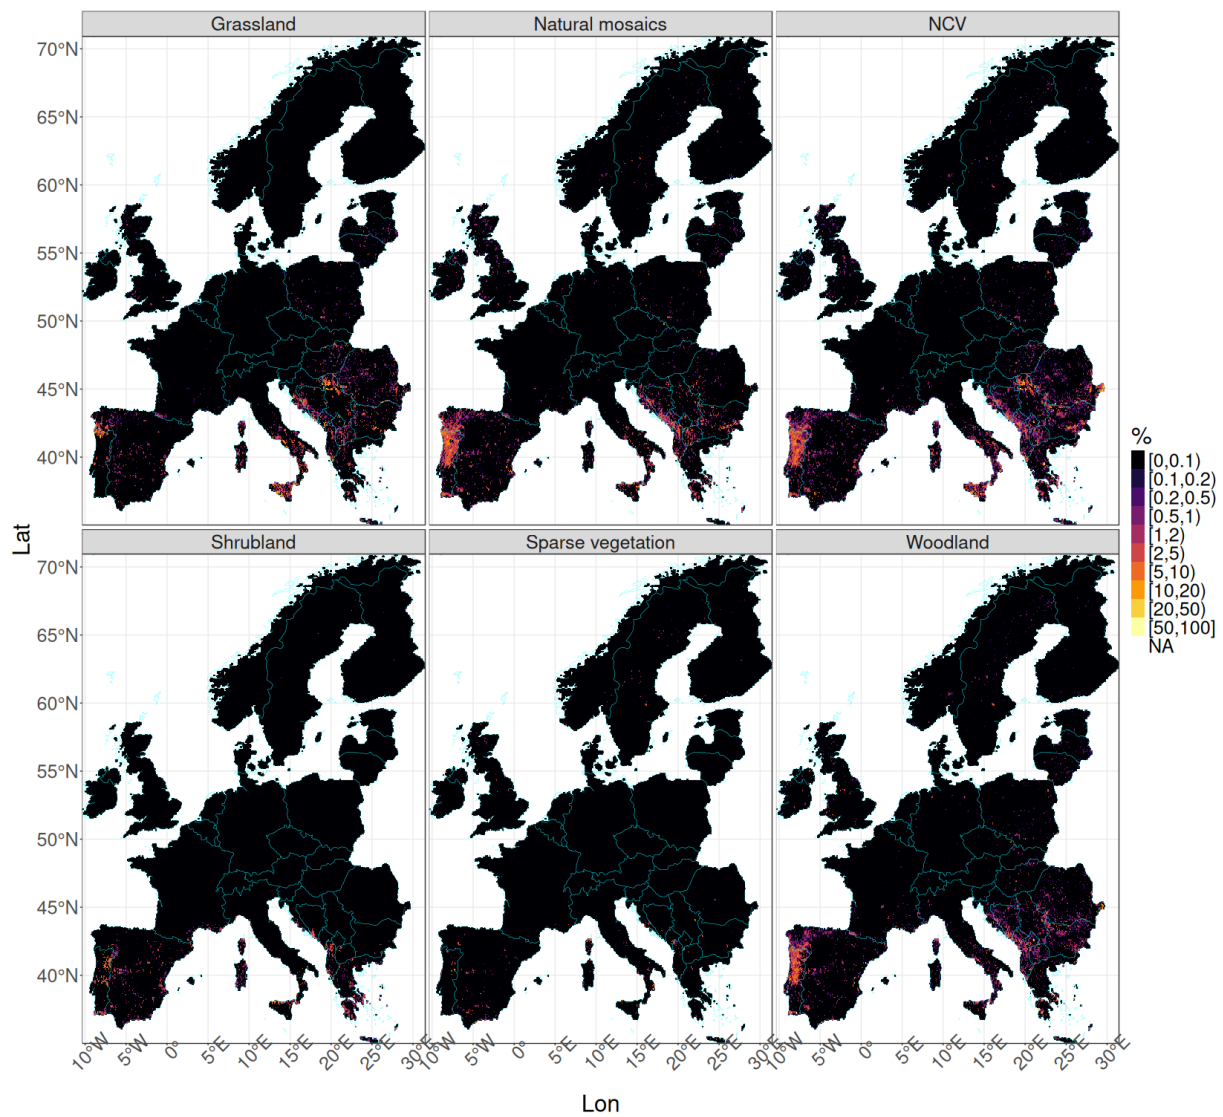 Grassland
Natural mosaics
NCV
70°N
65°N
60°N
55°N
50°N
45°N
40°N
Shrubland
Sparse vegetation
Woodland
70°N
65°N
60°N
55°N
50°N
45°N
40°N
10°W
5°W
0°
5°E
10°E
15°E
20°E
25°E
30°E
10°W
5°W
0°
5°E
10°E
15°E
20°E
25°E
30°E
10°W
5°W
0°
5°E
10°E
15°E
20°E
25°E
30°E
Lat
Lon
%
[0,0.1)
[0.1,0.2)
[0.2,0.5)
[0.5,1)
[1,2)
[2,5)
[5,10)
[10,20)
[20,50)
[50,100]
NA